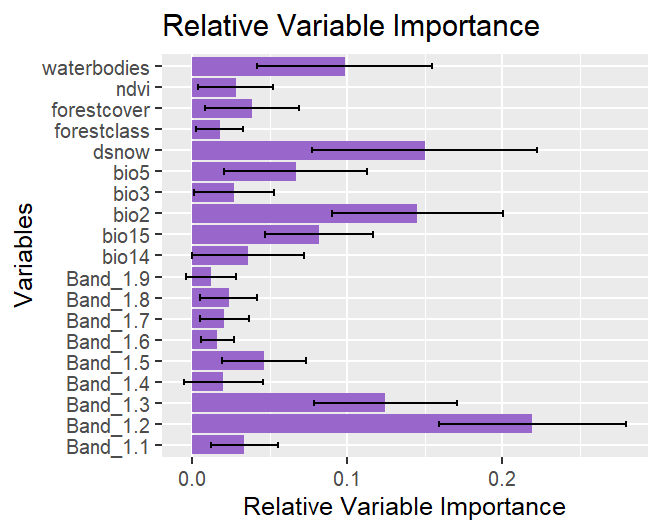 Relative Variable Importance
Variables
waterbodies
ndvi
forestcover
forestclass
dsnow
bio5
bio3
bio2
bio15
bio14
Band_1.9
Band_1.8
Band_1.7
Band_1.6
Band_1.5
Band_1.4
Band_1.3
Band_1.2
Band_1.1
0.0 0.1 0.2
Relative Variable Importance